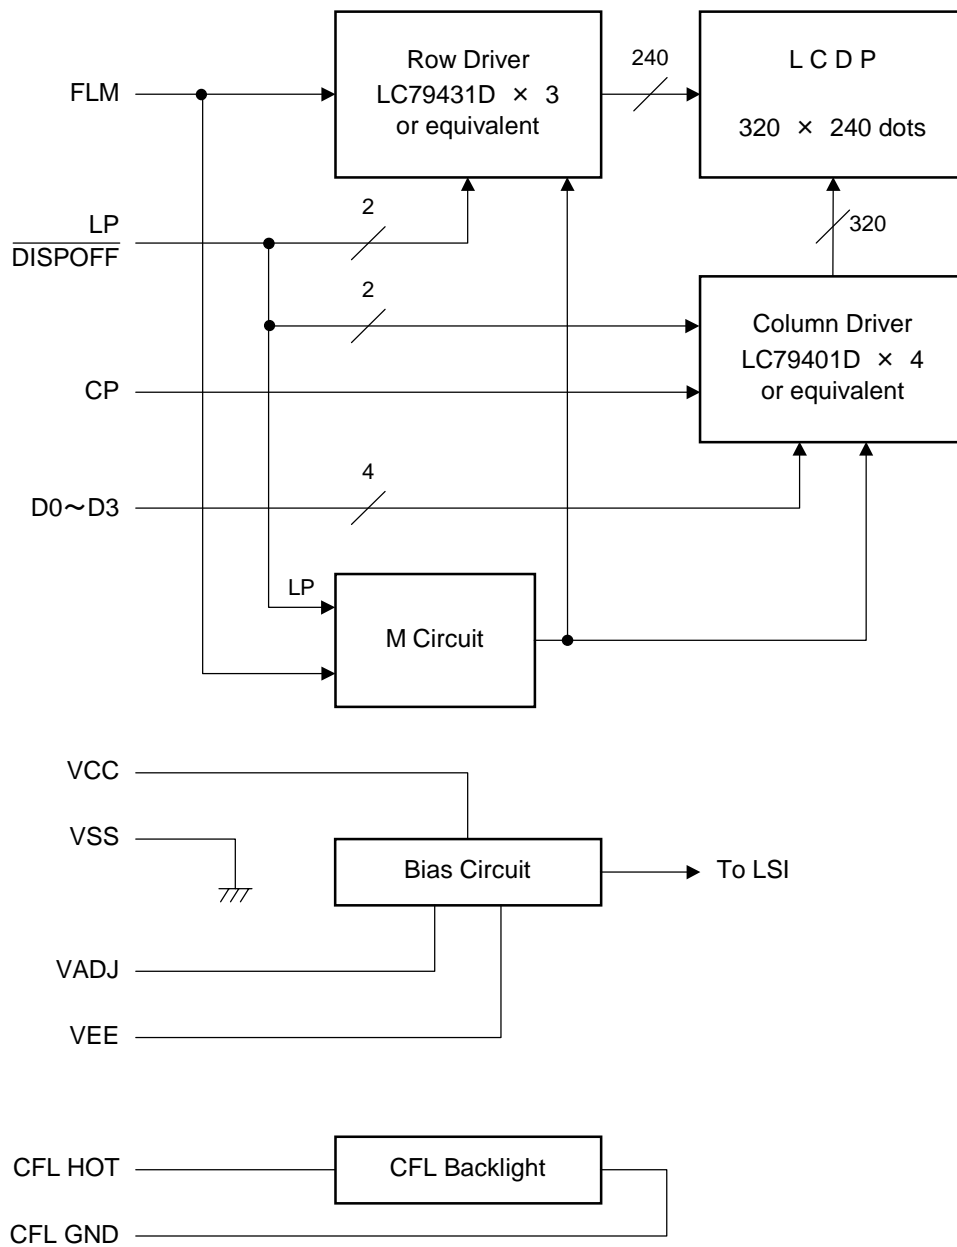 Row Driver
LC79431D × 3
or equivalent
240
L C D P
320 × 240 dots
FLM
LP
DISPOFF
2
320
2
Column Driver
LC79401D × 4
or equivalent
CP
4
D0～D3
LP
M Circuit
VCC
VSS
Bias Circuit
To LSI
VADJ
VEE
CFL HOT
CFL Backlight
CFL GND